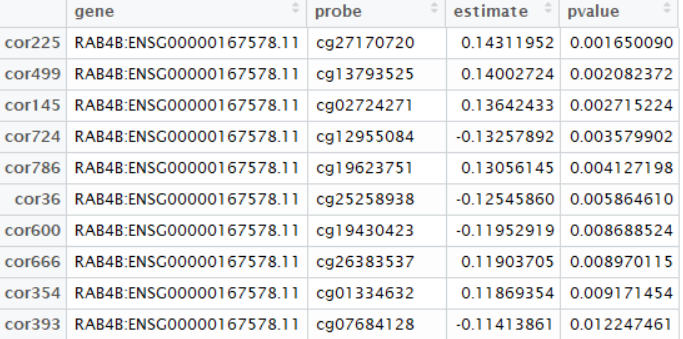 gene probe estimate pvalue
cor225 RAB4B:ENSG00000167578.11 cg27170720 0.14311952 0.001650090
cor499 RAB4B:ENSG00000167578.11 cg13793525 0.14002724 0.002082372
cor145 RAB4B:ENSG00000167578.11 cg02724271 0.13642433 0.002715224
cor724 RAB4B:ENSG00000167578.11 cg12955084 -0.13257892 0.003579902
cor786 RAB4B:ENSG00000167578.11 cg19623751 0.13056145 0.004127198
cor36 RAB4B:ENSG00000167578.11 cg25258938 -0.12545860 0.005864610
cor600 RAB4B:ENSG00000167578.11 cg19430423 -0.11952919 0.008688524
cor666 RAB4B:ENSG00000167578.11 cg26383537 0.11903705 0.008970115
cor354 RAB4B:ENSG00000167578.11 cg01334632 0.11869354 0.009171454
cor393 RAB4B:ENSG00000167578.11 cg07684128 -0.11413861 0.012247461